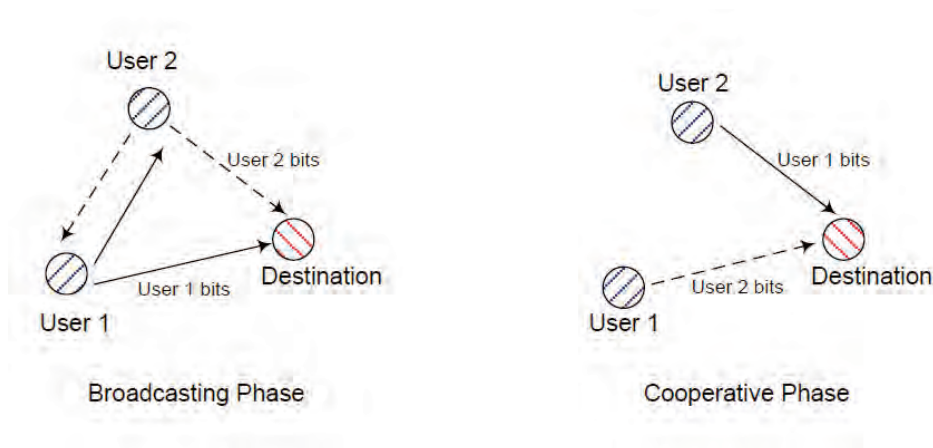 User 2
User 2 bits
Destination
User 1 bits
User 1
Broadcasting Phase
User 2
User 1 bits
Destination
User 2 bits
User 1
Cooperative Phase